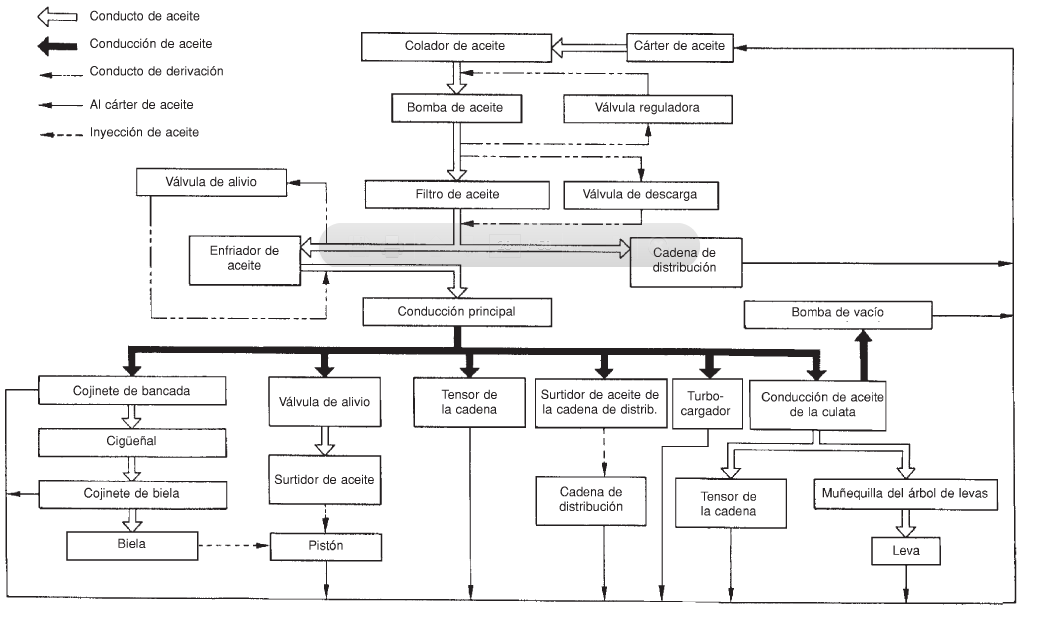 Conducto de aceite
Conducción de aceite
Conducto de derivación
Al cárter de aceite
Inyección de aceite
Colador de aceite
Cárter de aceite
Bomba de aceite
Válvula reguladora
Válvula de alivio
Filtro de aceite
Válvula de descarga
Enfriador de
aceite
Cadena de
distribución
Conducción principal
Bomba de vacío
Cojinete de bancada
Válvula de alivio
Tensor de
la cadena
Surtidor de aceite de
la cadena de distrib.
Turbo-
cargador
Conducción de aceite
de la culata
Cigüeñal
Cojinete de biela
Surtidor de aceite
Cadena de
distribución
Tensor de
la cadena
Muñequilla del árbol de levas
Biela
Pistón
Leva